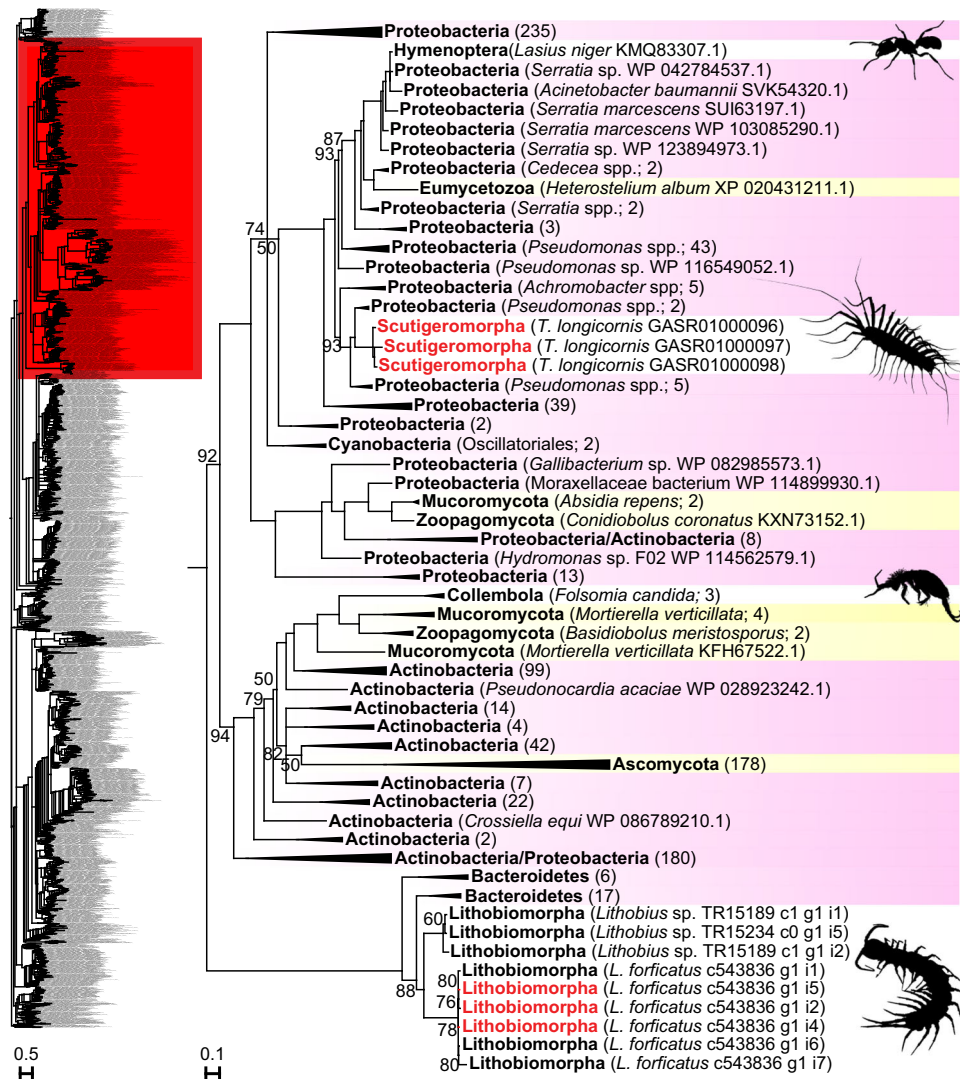 Proteobacteria (235)
Hymenoptera(Lasius niger KMQ83307.1)
Proteobacteria (Serratia sp. WP 042784537.1)
Proteobacteria (Acinetobacter baumannii SVK54320.1)
Proteobacteria (Serratia marcescens SUI63197.1)
Proteobacteria (Serratia marcescens WP 103085290.1)
87
Proteobacteria (Serratia sp. WP 123894973.1)
93
Proteobacteria (Cedecea spp.; 2)
Eumycetozoa (Heterostelium album XP 020431211.1)
Proteobacteria (Serratia spp.; 2)
74
Proteobacteria (3)
50
Proteobacteria (Pseudomonas spp.; 43)
Proteobacteria (Pseudomonas sp. WP 116549052.1)
Proteobacteria (Achromobacter spp; 5)
Proteobacteria (Pseudomonas spp.; 2)
Scutigeromorpha (T. longicornis GASR01000096)
93
Scutigeromorpha (T. longicornis GASR01000097)
Scutigeromorpha (T. longicornis GASR01000098)
Proteobacteria (Pseudomonas spp.; 5)
Proteobacteria (39)
Proteobacteria (2)
Cyanobacteria (Oscillatoriales; 2)
92
Proteobacteria (Gallibacterium sp. WP 082985573.1)
Proteobacteria (Moraxellaceae bacterium WP 114899930.1)
Mucoromycota (Absidia repens; 2)
Zoopagomycota (Conidiobolus coronatus KXN73152.1)
Proteobacteria/Actinobacteria (8)
Proteobacteria (Hydromonas sp. F02 WP 114562579.1)
Proteobacteria (13)
Collembola (Folsomia candida; 3)
Mucoromycota (Mortierella verticillata; 4)
Zoopagomycota (Basidiobolus meristosporus; 2)
Mucoromycota (Mortierella verticillata KFH67522.1)
Actinobacteria (99)
50
Actinobacteria (Pseudonocardia acaciae WP 028923242.1)
79
Actinobacteria (14)
Actinobacteria (4)
94
Actinobacteria (42)
82
50
Ascomycota (178)
Actinobacteria (7)
Actinobacteria (22)
Actinobacteria (Crossiella equi WP 086789210.1)
Actinobacteria (2)
Actinobacteria/Proteobacteria (180)
Bacteroidetes (6)
Bacteroidetes (17)
60
Lithobiomorpha (Lithobius sp. TR15189 c1 g1 i1)
Lithobiomorpha (Lithobius sp. TR15234 c0 g1 i5)
Lithobiomorpha (Lithobius sp. TR15189 c1 g1 i2)
Lithobiomorpha (L. forficatus c543836 g1 i1)
80
88
Lithobiomorpha (L. forficatus c543836 g1 i5)
76
Lithobiomorpha (L. forficatus c543836 g1 i2)
78
Lithobiomorpha (L. forficatus c543836 g1 i4)
Lithobiomorpha (L. forficatus c543836 g1 i6)
80
Lithobiomorpha (L. forficatus c543836 g1 i7)
0.5
0.1